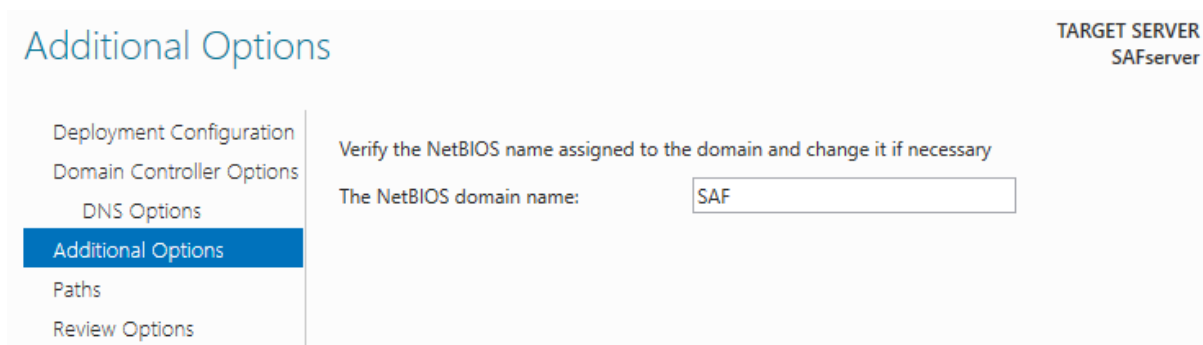 Additional Options
TARGET SERVER
SAFserver
Deployment Configuration
Domain Controller Options
DNS Options
Additional Options
Paths
Review Options
Verify the NetBIOS name assigned to the domain and change it if necessary
The NetBIOS domain name: SAF